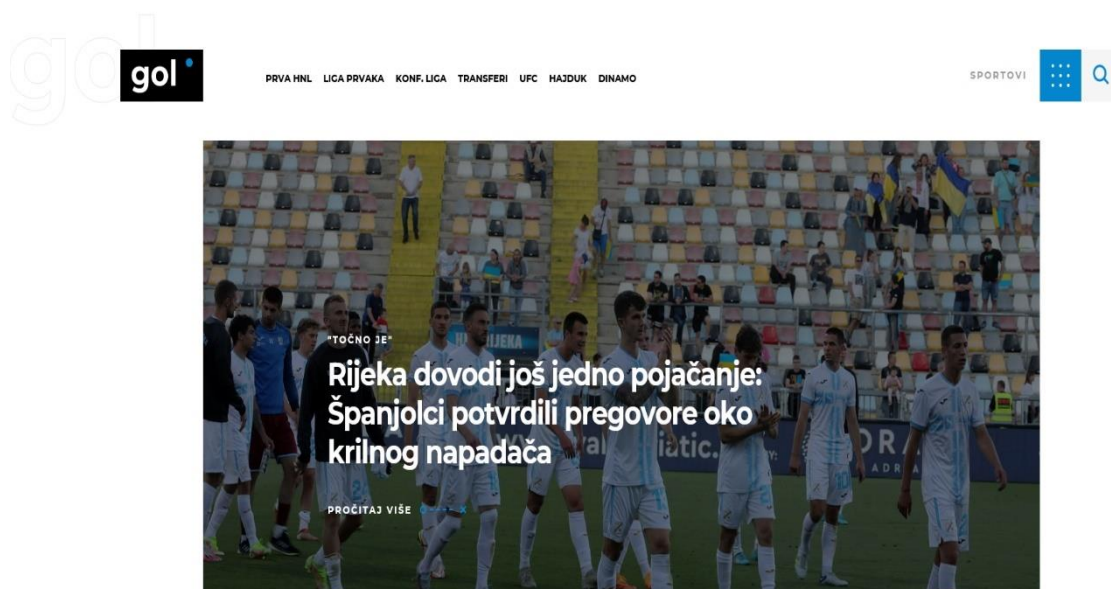 gol
gol
PRVA HNL LIGA PRVAKA KONF. LIGA TRANSFERI UFC HAJDUK DINAMO
SPORTOVI
"TOČNO JE"
Rijeka dovodi još jedno pojačanje:
Španjolci potvrdili pregovore oko
krilnog napadača
PROČITAJ VIŠE